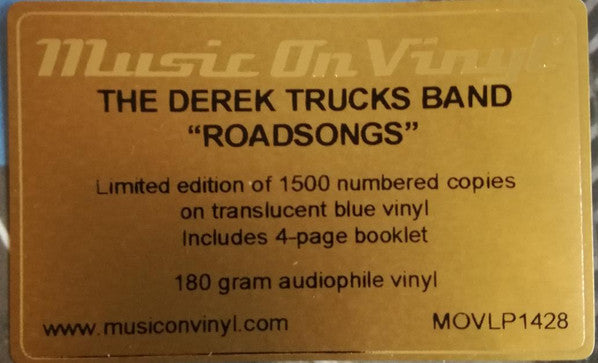 Music On Vinyl
THE DEREK TRUCKS BAND
“ROADSONGS”
Limited edition of 1500 numbered copies
on translucent blue vinyl
Includes 4-page booklet
180 gram audiophile vinyl
www.musiconvinyl.com MOVLP1428